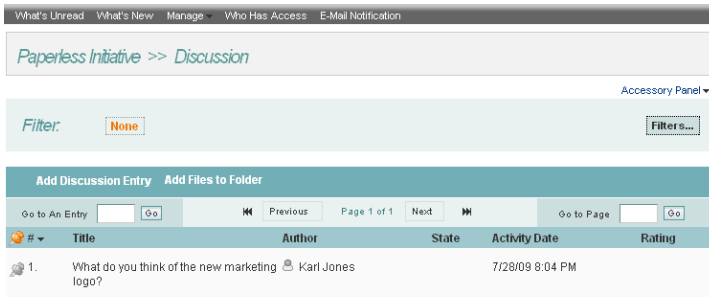 What's Unread What's New Manage Who Has Access E-Mail Notification
Paperless Initiative >> Discussion
Accessory Panel
Filter: None Filters...
Add Discussion Entry Add Files to Folder
Go to An Entry Go Previous Page 1 of 1 Next Go to Page Go
# Title Author State Activity Date Rating
1. What do you think of the new marketing Karl Jones 7/28/09 8:04 PM
logo?